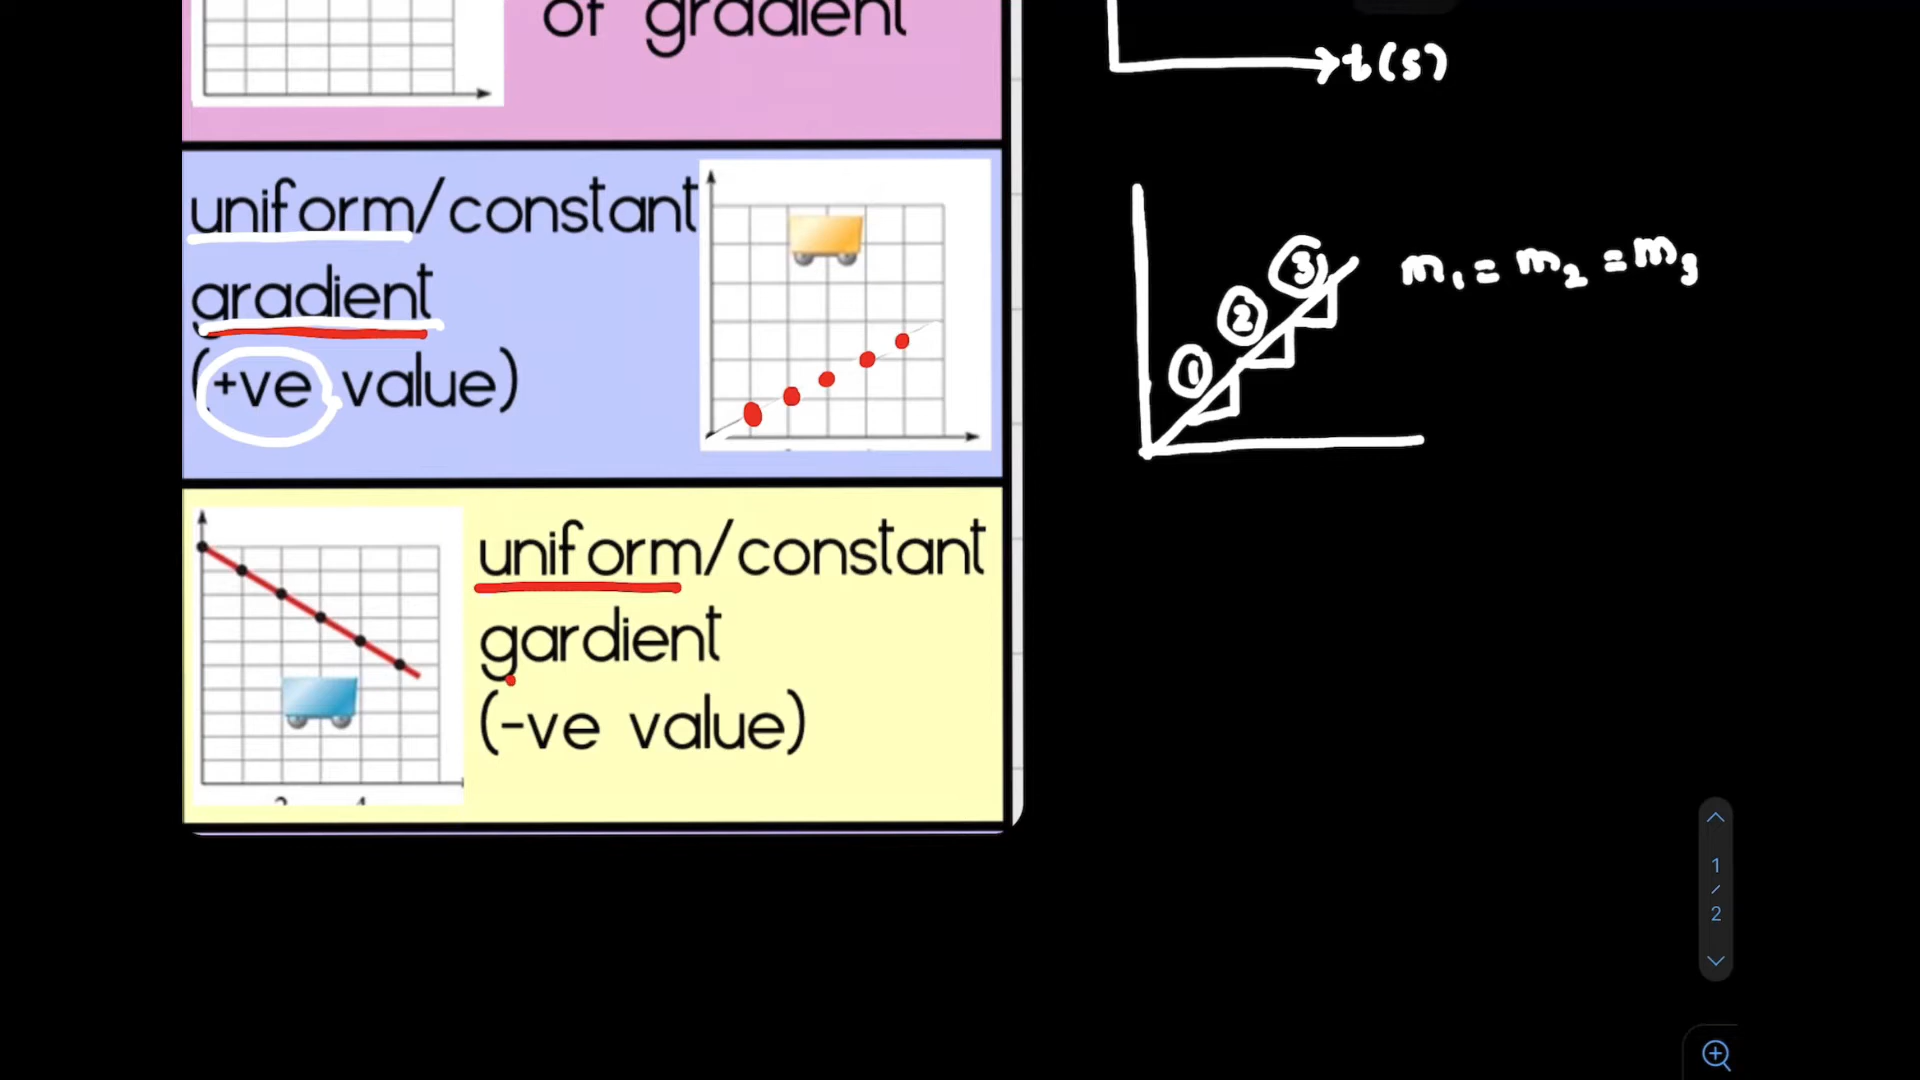 of gradient
t(s)
uniform/constant
gradient
(+ve value)
1
2
3
m₁ = m₂ = m₃
uniform/constant
gardient
(-ve value)
1
/
2